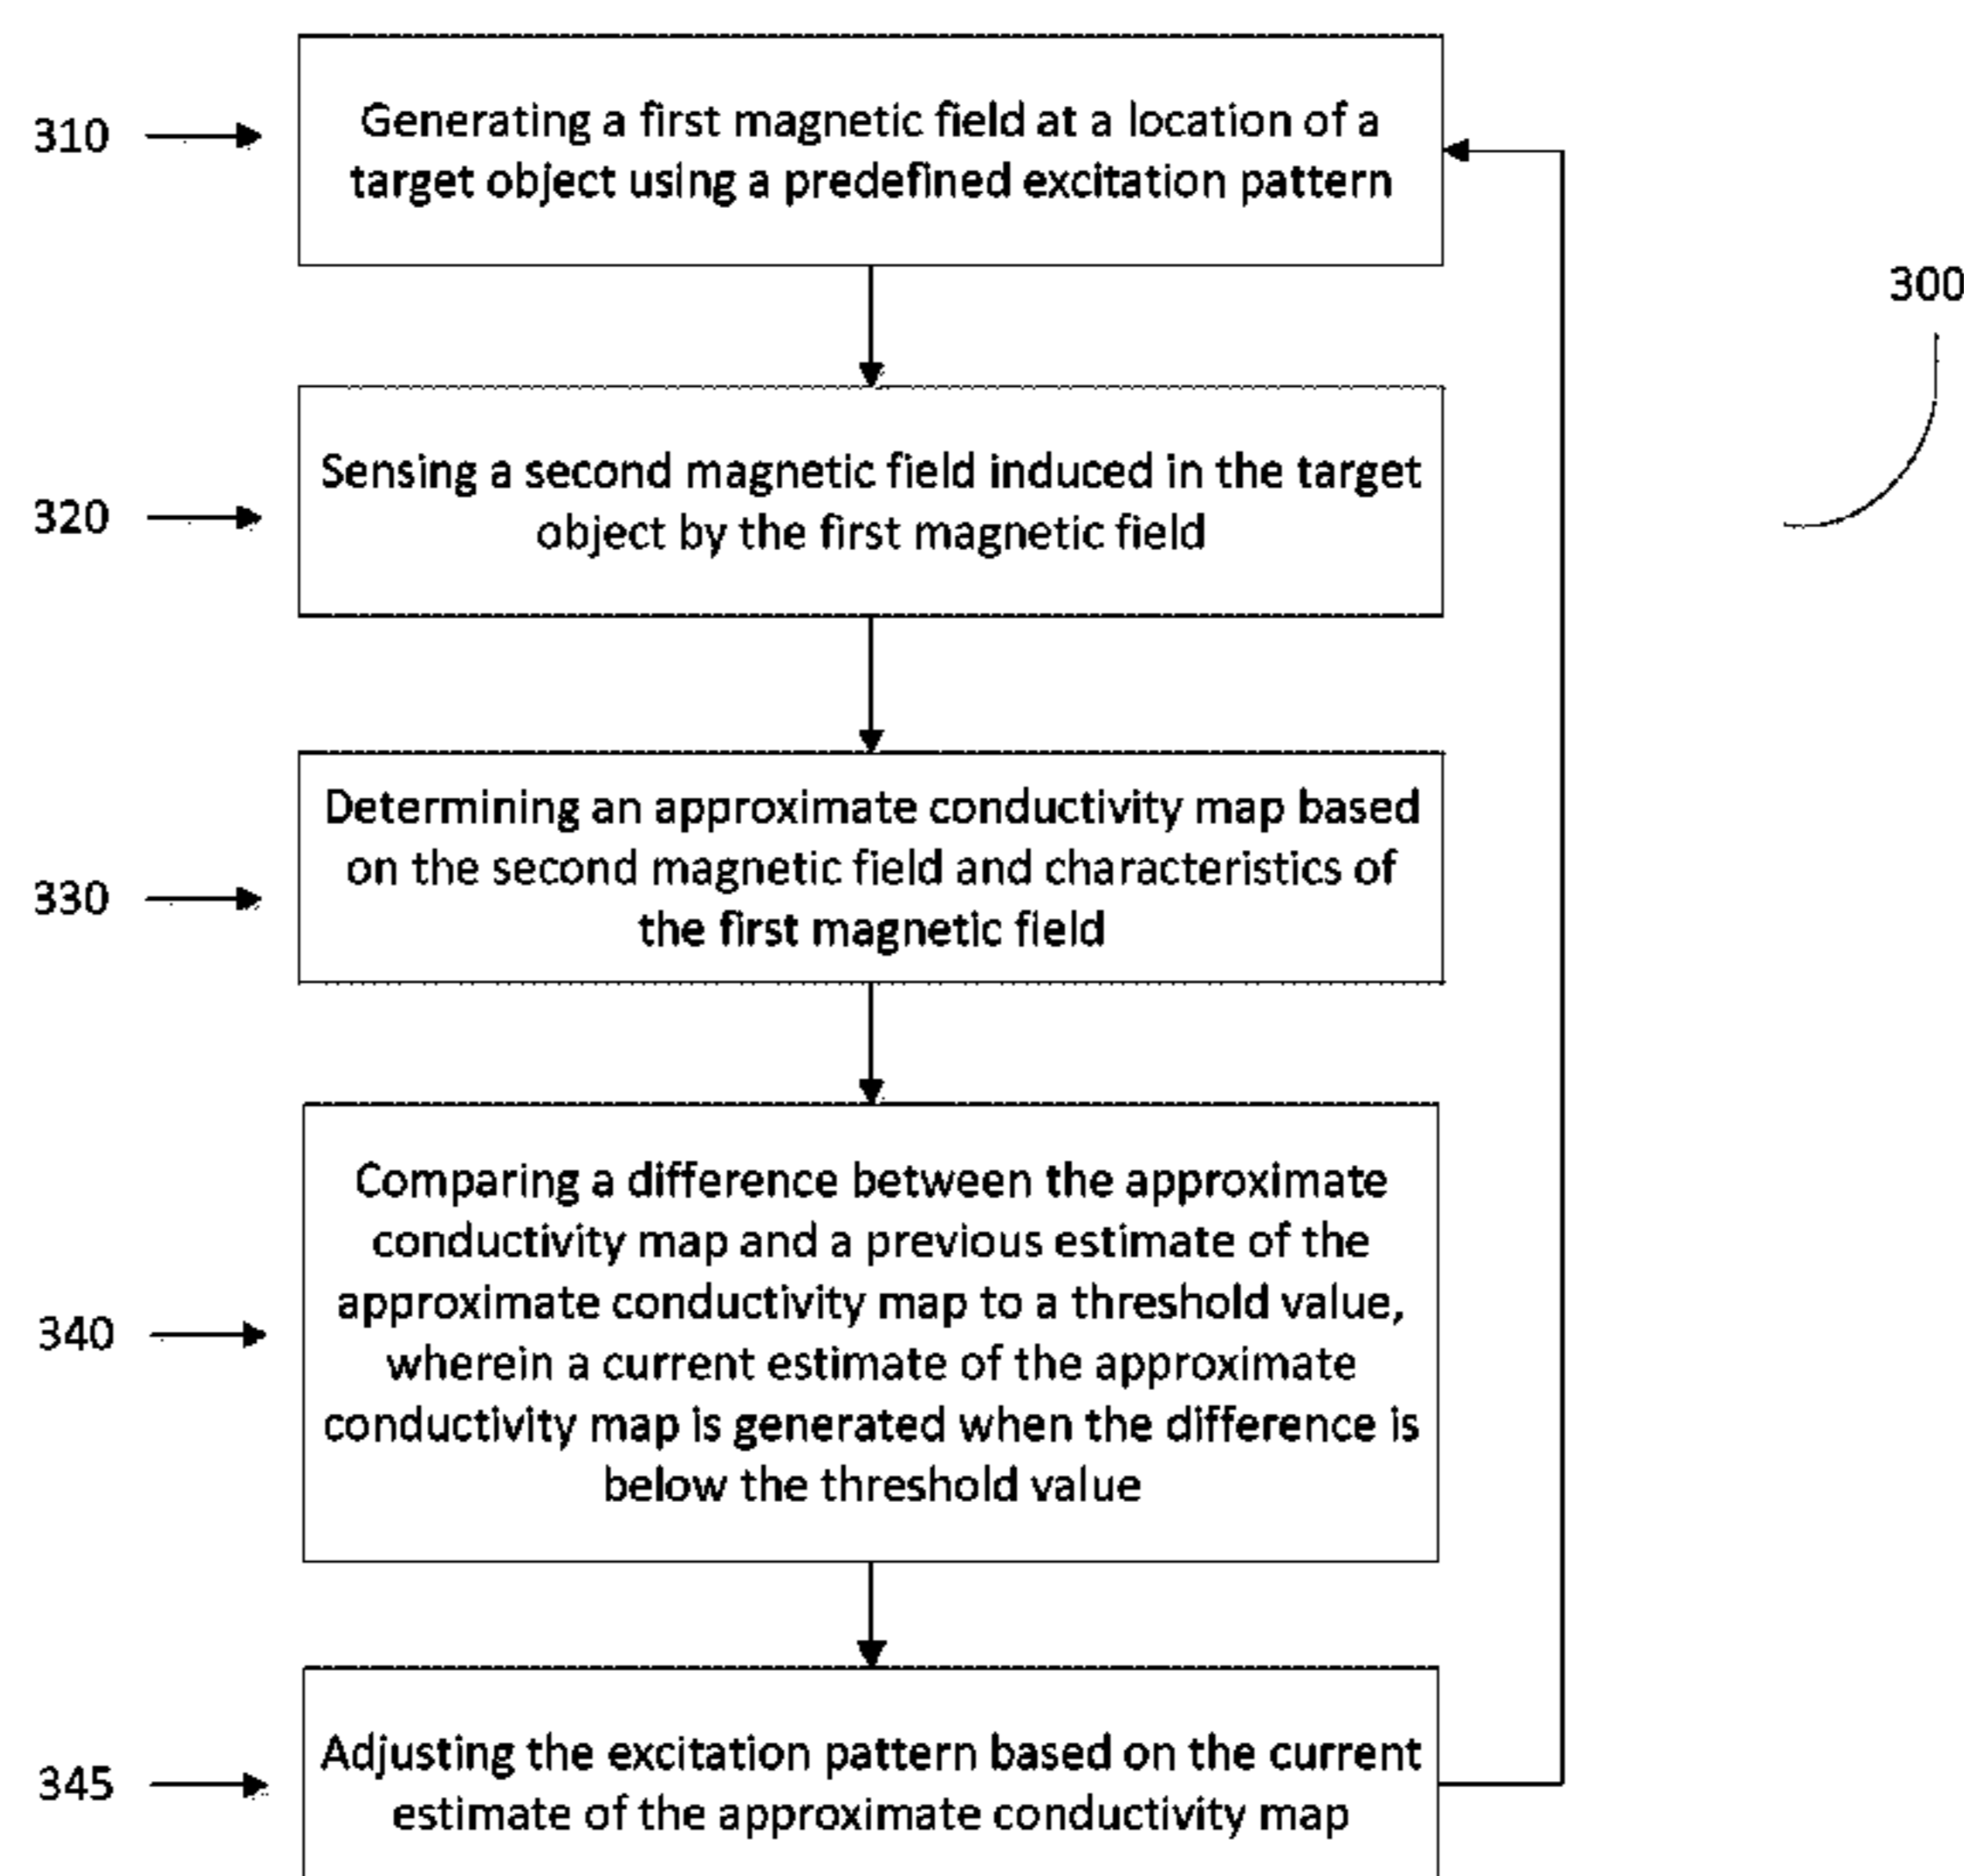 310
Generating a first magnetic field at a location of a
target object using a predefined excitation pattern
300
320
Sensing a second magnetic field induced in the target
object by the first magnetic field
330
Determining an approximate conductivity map based
on the second magnetic field and characteristics of
the first magnetic field
340
Comparing a difference between the approximate
conductivity map and a previous estimate of the
approximate conductivity map to a threshold value,
wherein a current estimate of the approximate
conductivity map is generated when the difference is
below the threshold value
345
Adjusting the excitation pattern based on the current
estimate of the approximate conductivity map